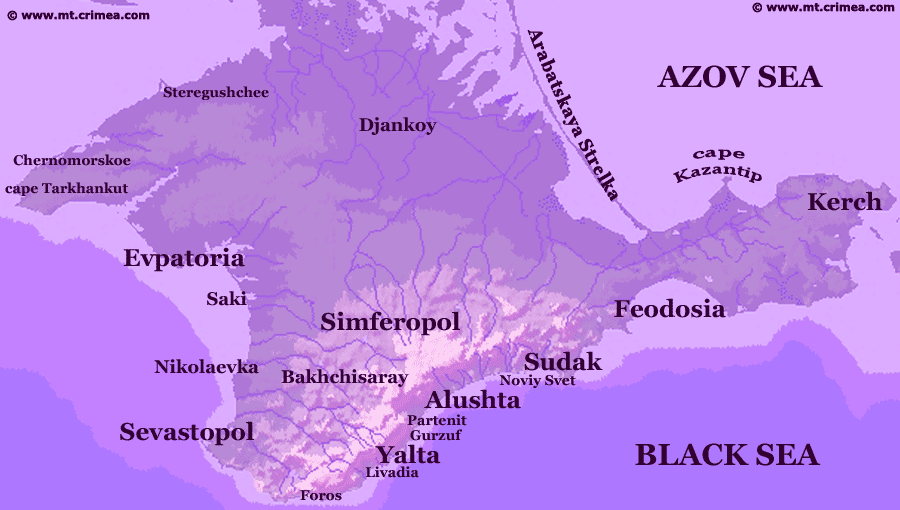 © www.mt.crimea.com
© www.mt.crimea.com
AZOV SEA
Arabatskaya Strelka
Steregushchee
Djankoy
cape
Kazantip
Chernomorskoe
cape Tarkhankut
Kerch
Evpatoria
Saki
Feodosia
Simferopol
Nikolaevka
Sudak
Bakhchisaray
Noviy Svet
Alushta
Partenit
Sevastopol
Gurzuf
Yalta
BLACK SEA
Livadia
Foros